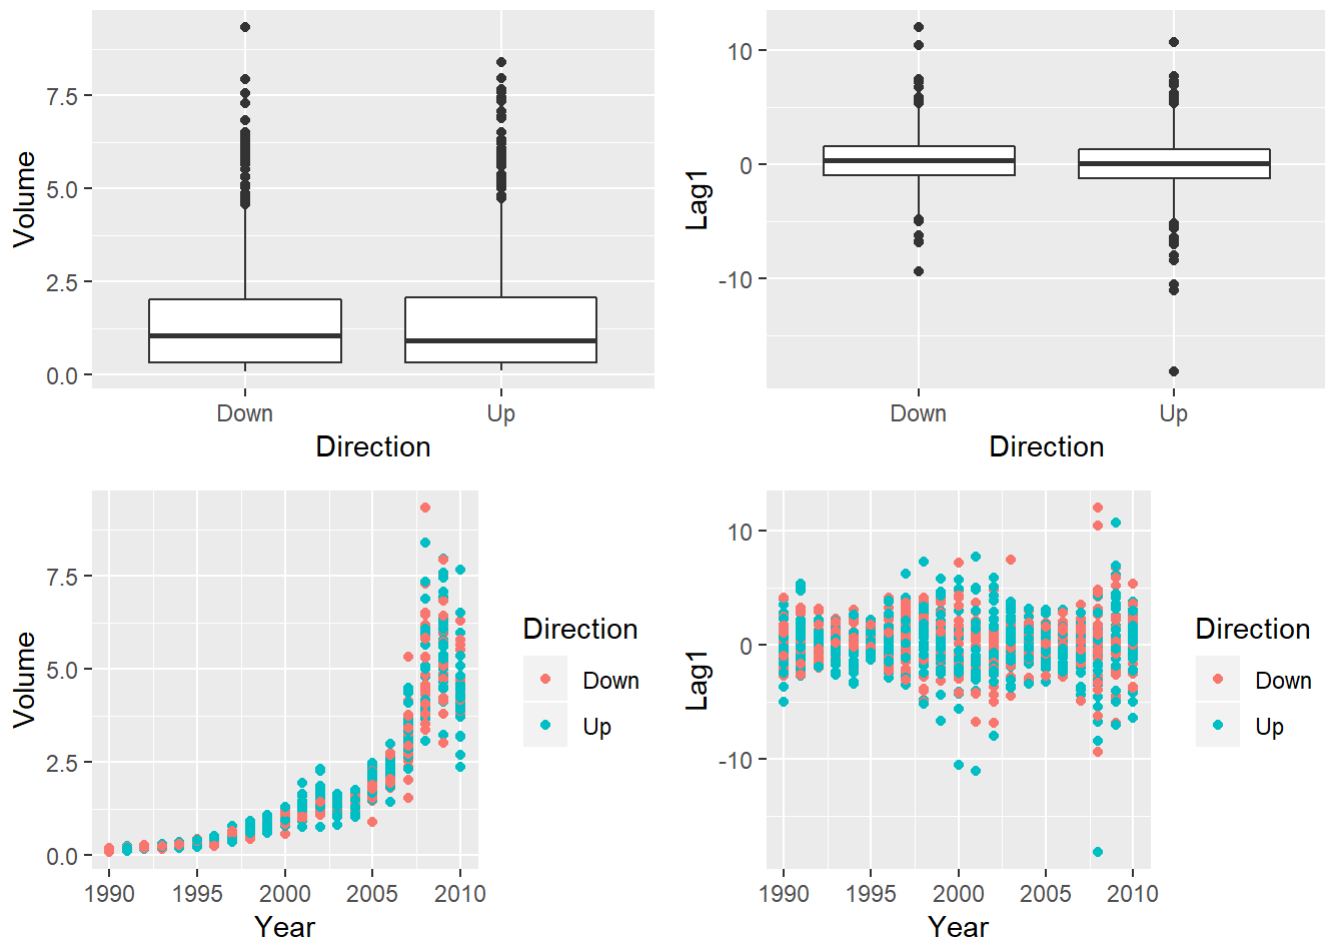 7.5
5.0
2.5
0.0
Volume
Down
Up
Direction
10
0
-10
Lag1
Down
Up
Direction
7.5
5.0
2.5
0.0
Volume
1990
1995
2000
2005
2010
Year
Direction
Down
Up
10
0
-10
Lag1
1990
1995
2000
2005
2010
Year
Direction
Down
Up